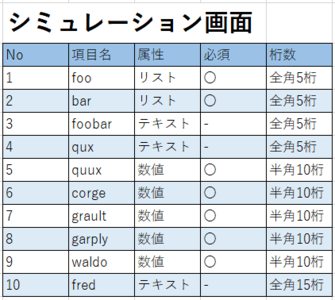 シミュレーション画面
No 項目名 属性 必須 桁数
1 foo リスト 〇 全角5桁
2 bar リスト 〇 全角5桁
3 foobar テキスト - 全角5桁
4 qux テキスト - 全角5桁
5 quux 数値 〇 半角10桁
6 corge 数値 〇 半角10桁
7 grault 数値 〇 半角10桁
8 garply 数値 〇 半角10桁
9 waldo 数値 〇 半角10桁
10 fred テキスト - 全角15桁